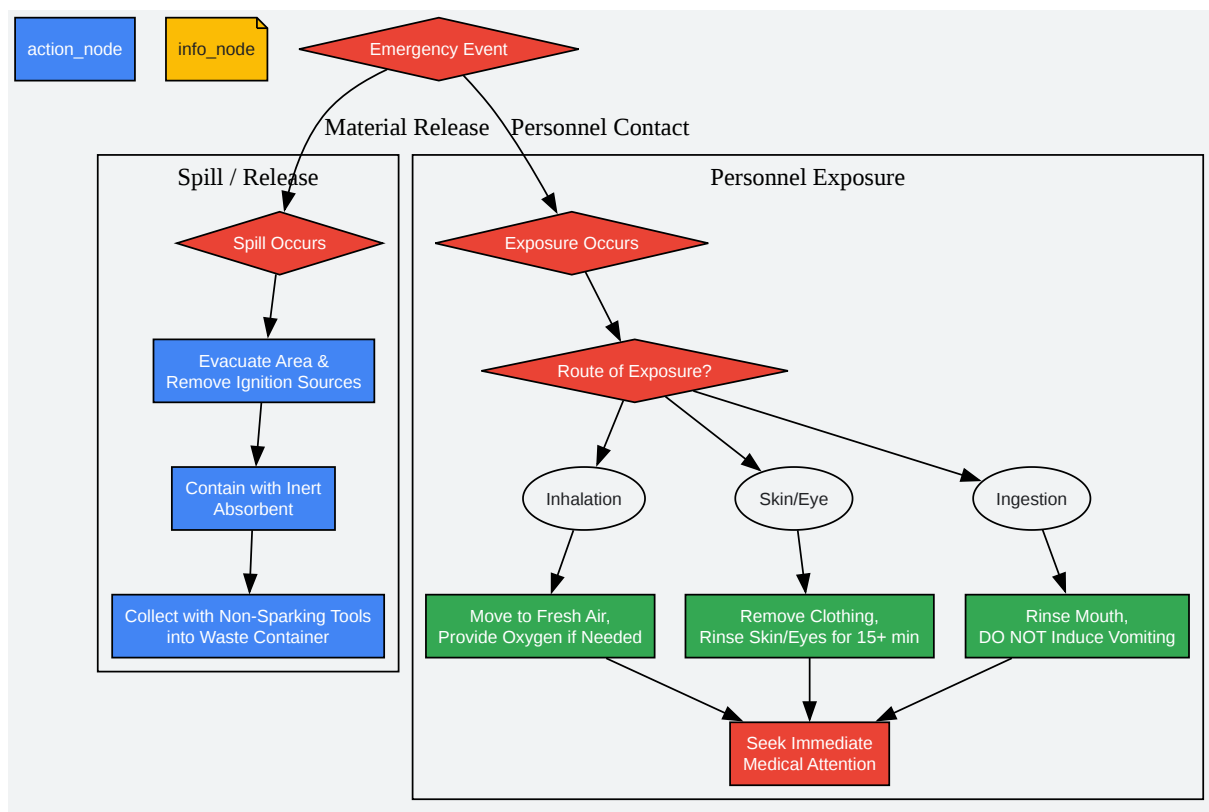 action_node
info_node
Emergency Event
Material Release
Personnel Contact
Spill / Release
Personnel Exposure
Spill Occurs
Exposure Occurs
Evacuate Area &
Remove Ignition Sources
Route of Exposure?
Contain with Inert
Absorbent
Inhalation
Skin/Eye
Ingestion
Collect with Non-Sparking Tools
into Waste Container
Move to Fresh Air,
Provide Oxygen if Needed
Remove Clothing,
Rinse Skin/Eyes for 15+ min
Rinse Mouth,
DO NOT Induce Vomiting
Seek Immediate
Medical Attention